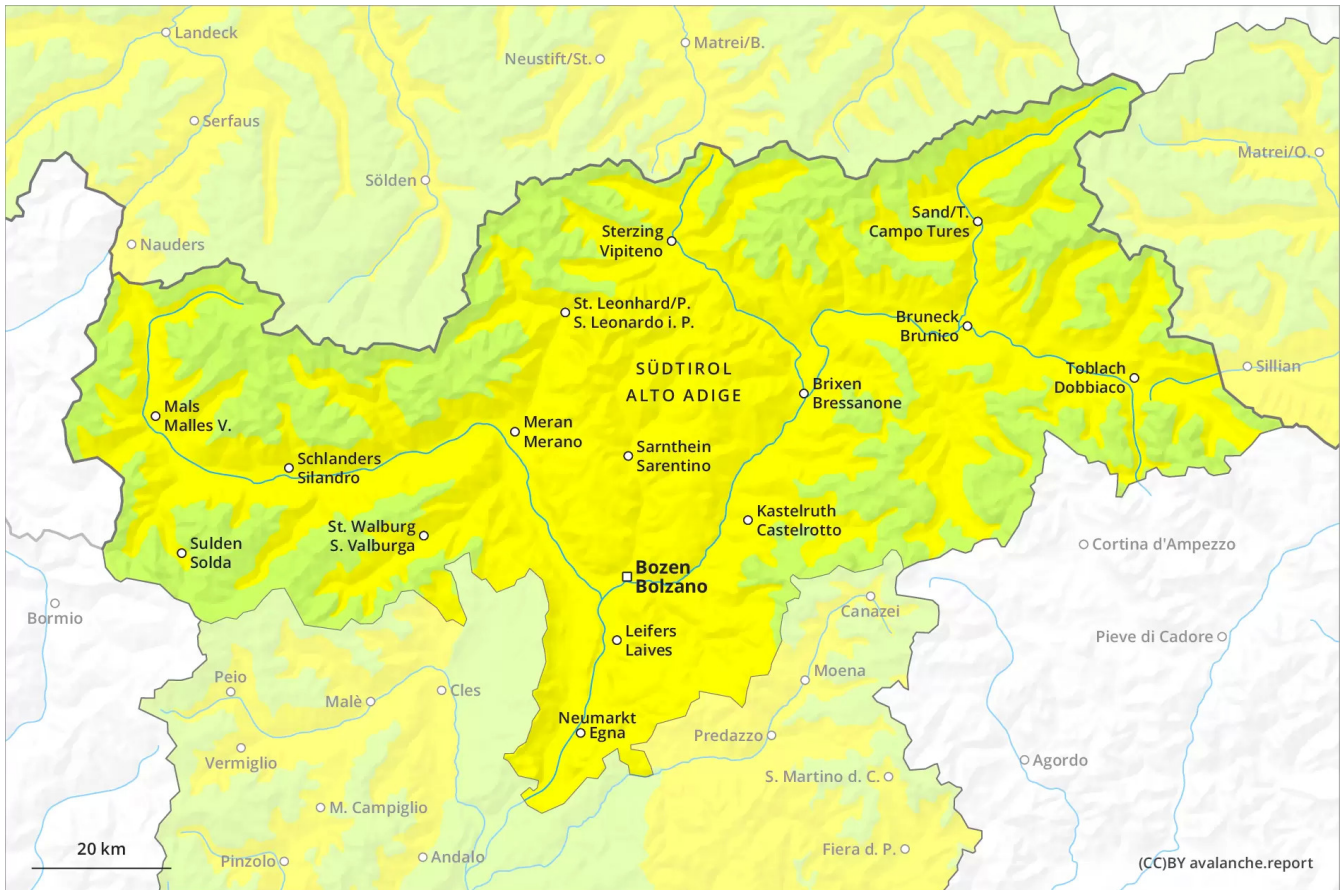 Landeck
Matrei/B.
Neustift/St.
Serfaus
Matrei/O.
Sölden
Sand/T.
Campo Tures
Sterzing
Vipiteno
Nauders
St. Leonhard/P.
S. Leonardo i. P.
Bruneck
Brunico
SÜDTIROL
ALTO ADIGE
Toblach
Dobbiaco
Sillian
Brixen
Bressanone
Mals
Malles V.
Meran
Merano
Sarnthein
Sarentino
Schlanders
Silandro
Kastelruth
Castelrotto
St. Walburg
S. Valburga
Sulden
Solda
Cortina d'Ampezzo
Bozen
Bolzano
Bormio
Canazei
Leifers
Laives
Pieve di Cadore
Moena
Peio
Malè
Cles
Neumarkt
Egna
Predazzo
Vermiglio
Agordo
S. Martino d. C.
M. Campiglio
20 km
Pinzolo
Andalo
Fiera d. P.
(CC)BY avalanche.report